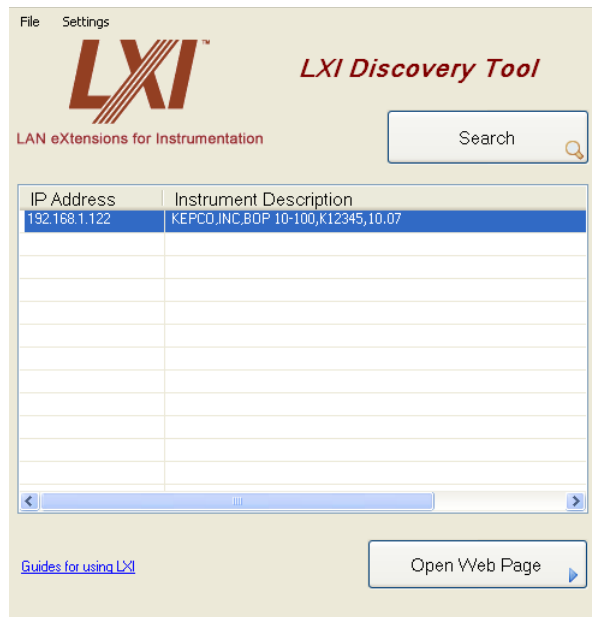 File Settings
LXI™
LXI Discovery Tool
LAN eXtensions for Instrumentation
Search
IP Address Instrument Description
192.168.1.122 KEPCO,INC,BOP 10-100,K12345,10.07
Guides for using LXI
Open Web Page